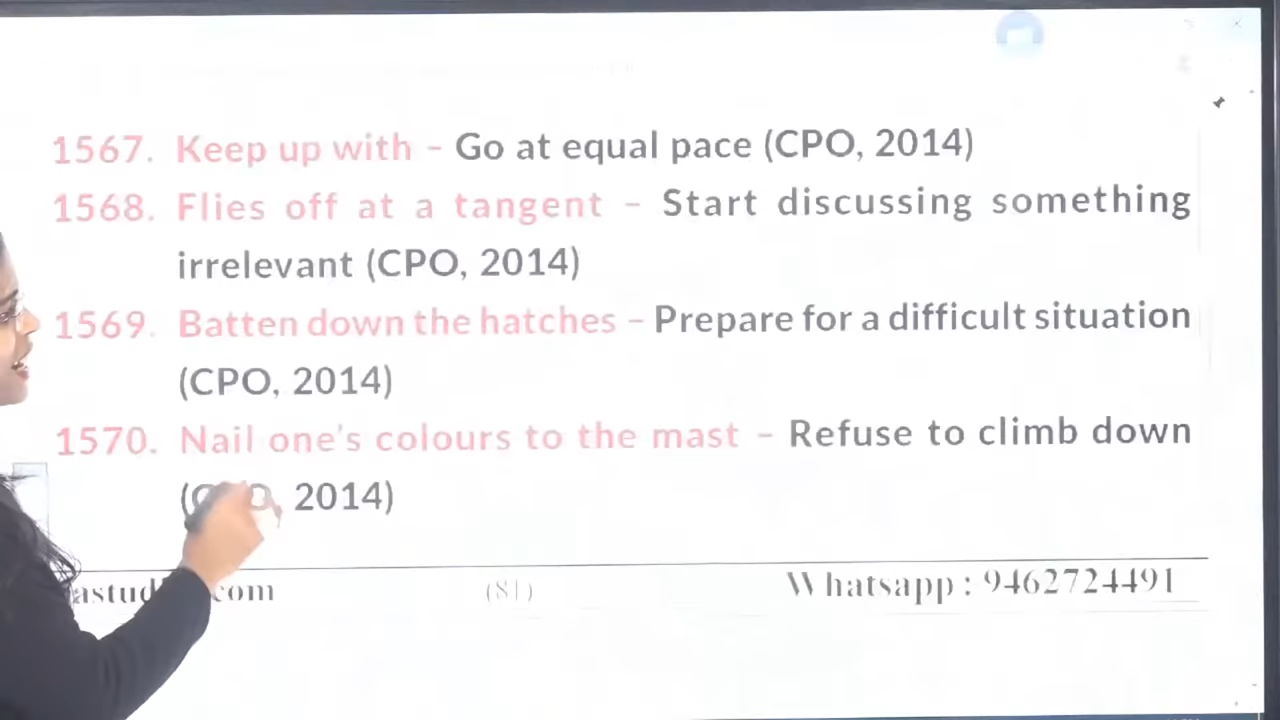 1567. Keep up with – Go at equal pace (CPO, 2014)
1568. Flies off at a tangent – Start discussing something
irrelevant (CPO, 2014)
1569. Batten down the hatches – Prepare for a difficult situation
(CPO, 2014)
1570. Nail one's colours to the mast – Refuse to climb down
2014)
com (81) Whatsapp : 9462724491